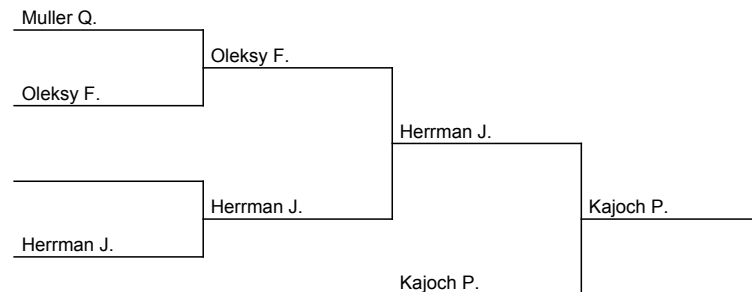 Muller Q.
Oleksy F.
Oleksy F.
Herrman J.
Herrman J.
Kajoch P.
Herrman J.
Kajoch P.